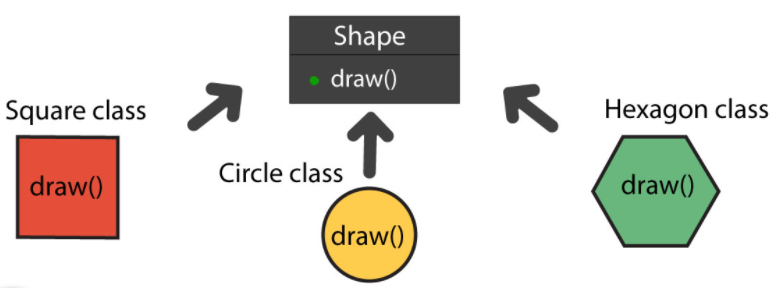 Shape
draw()
Square class
draw()
Circle class
draw()
Hexagon class
draw()